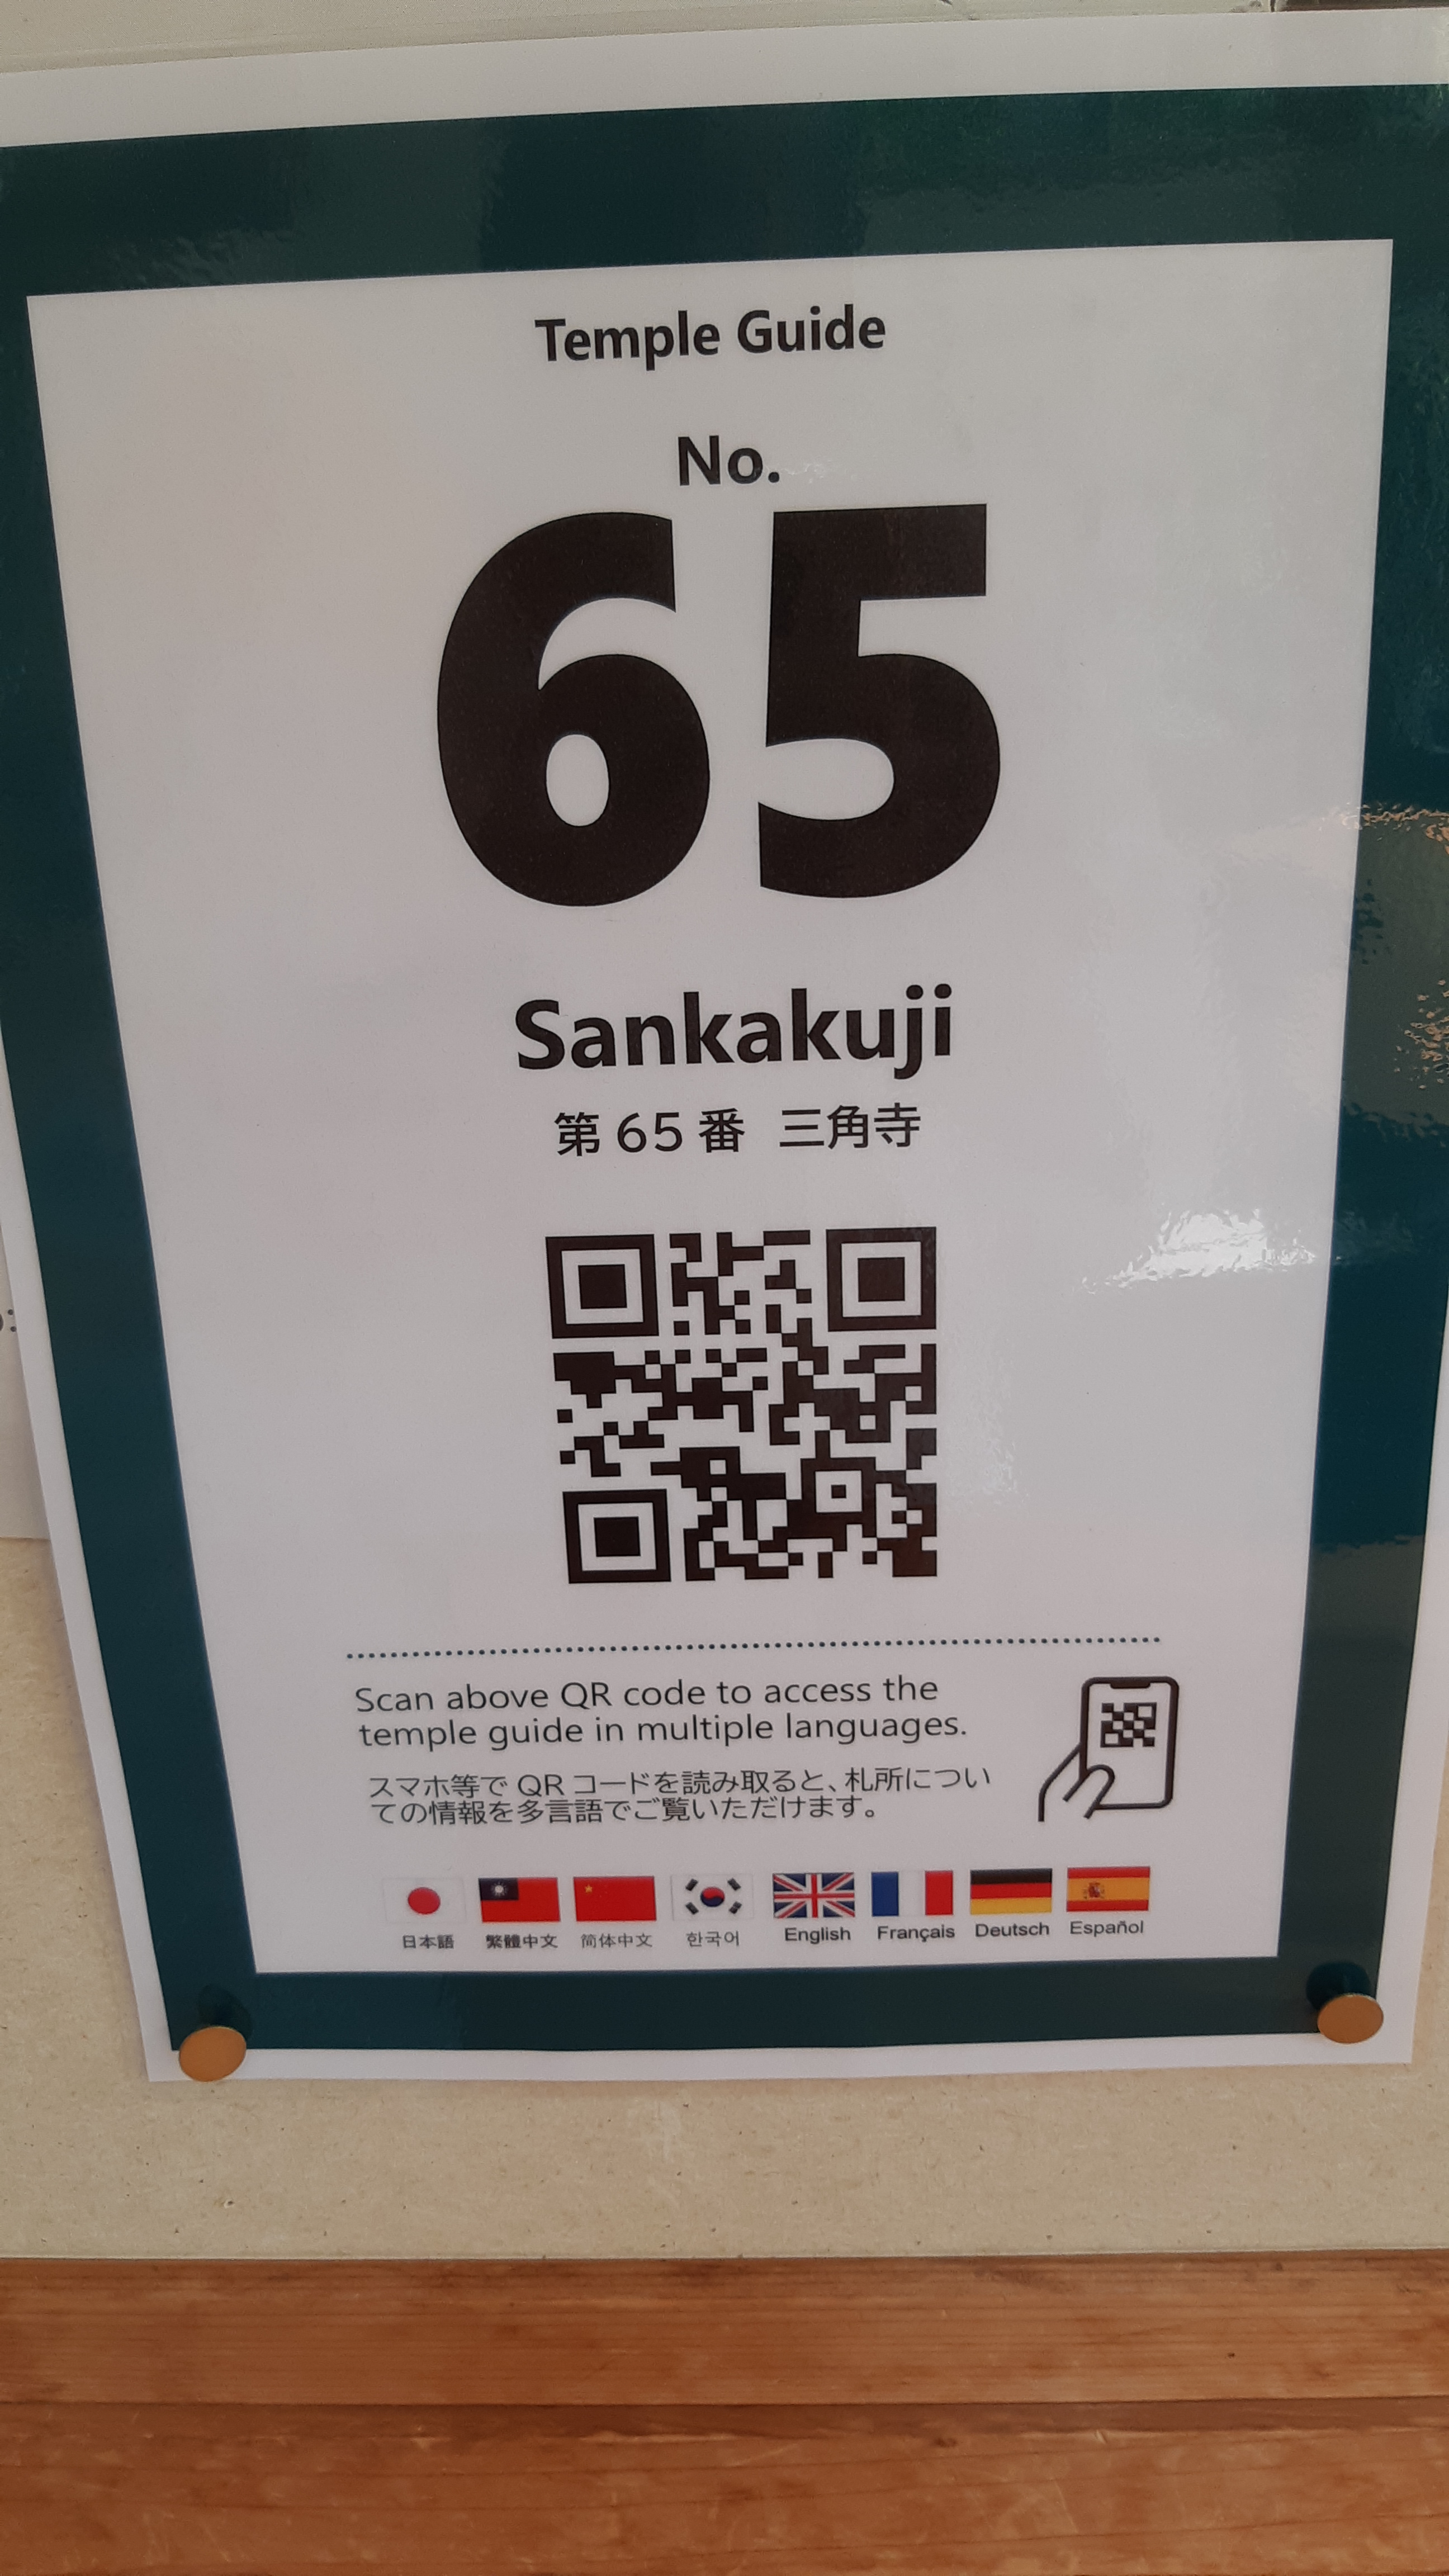 Temple Guide
No.
65
Sankakuji
第65番 三角寺
Scan above QR code to access the
temple guide in multiple languages.
スマホ等でQRコードを読み取ると、札所につい
ての情報を多言語でご覧いただけます。
日本語 繁體中文 简体中文 한국어 English Français Deutsch Español